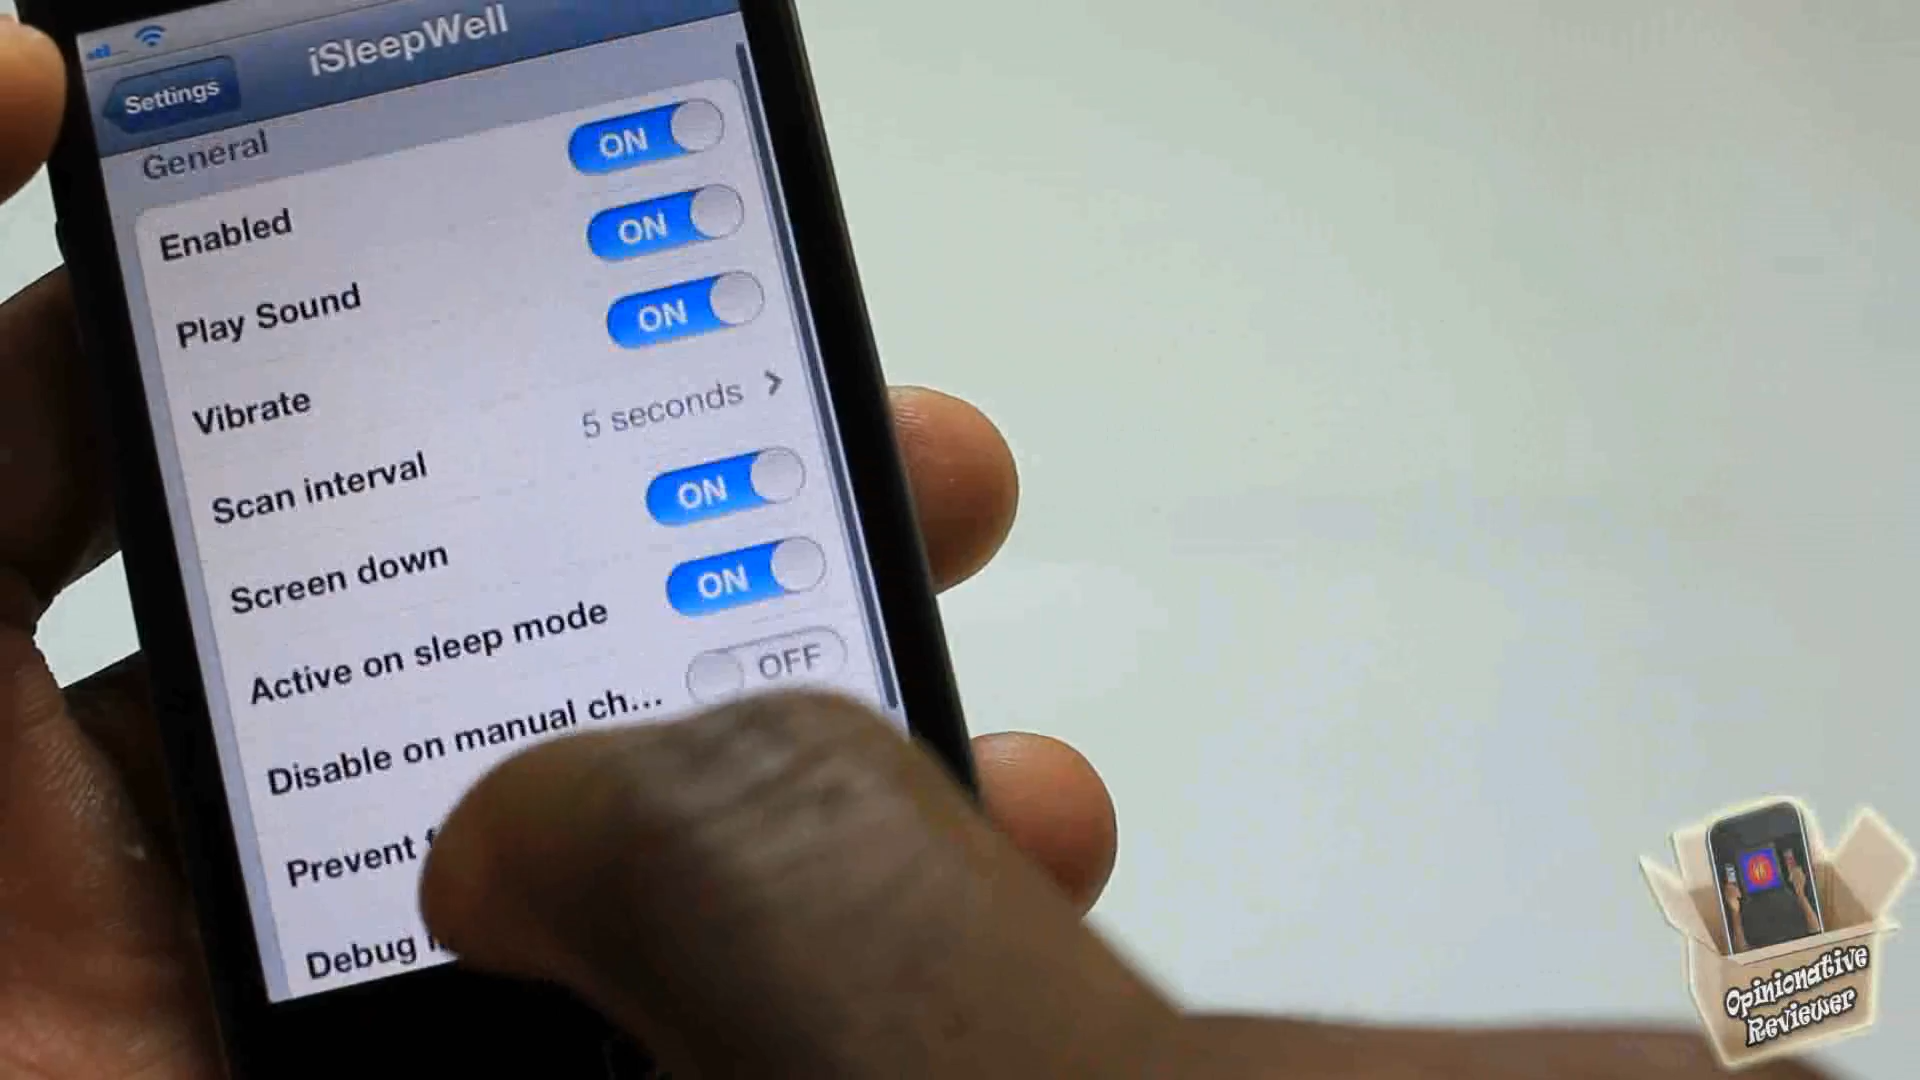 iSleepWell
Settings
General
Enabled ON
Play Sound ON
Vibrate ON
Scan interval 5 seconds
Screen down ON
Active on sleep mode ON
Disable on manual ch... OFF
Prevent
Debug
Opinionative
Reviewer